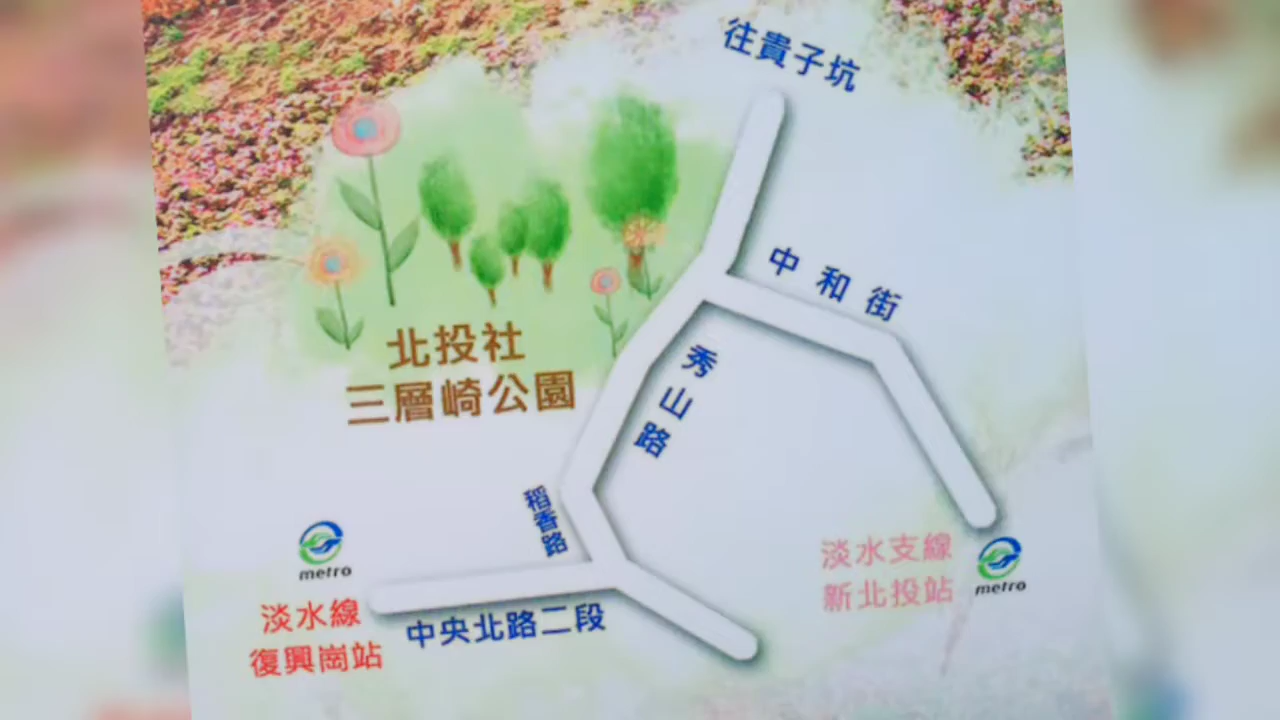 往貴子坑
中和街
秀山路
北投社
三層崎公園
稻香路
metro
淡水線
復興崗站
中央北路二段
淡水支線
新北投站
metro